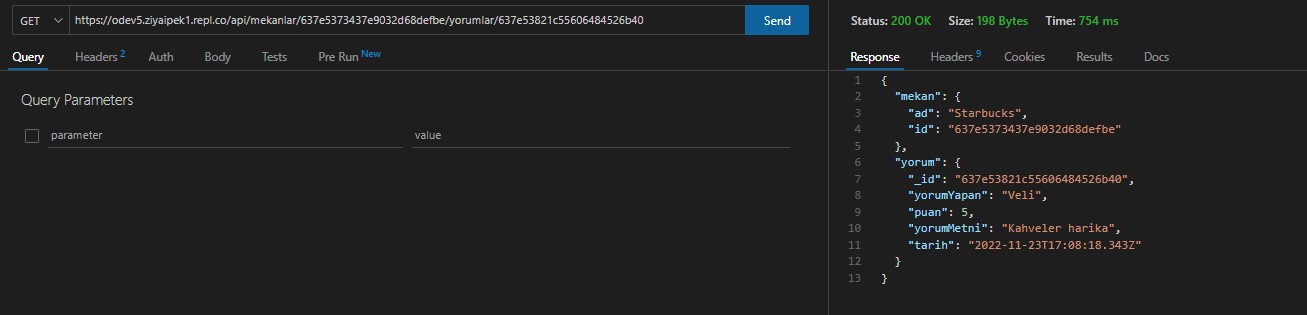 GET https://odev5.ziyaipek1.repl.co/api/mekanlar/637e5373437e9032d68defbe/yorumlar/637e53821c55606484526b40 Send
Query Headers 2 Auth Body Tests Pre Run New
Query Parameters
parameter value
Status: 200 OK Size: 198 Bytes Time: 754 ms
Response Headers 9 Cookies Results Docs
1 {
2 "mekan": {
3 "ad": "Starbucks",
4 "id": "637e5373437e9032d68defbe"
5 },
6 "yorum": {
7 "_id": "637e53821c55606484526b40",
8 "yorumYapan": "Veli",
9 "puan": 5,
10 "yorumMetni": "Kahveler harika",
11 "tarih": "2022-11-23T17:08:18.343Z"
12 }
13 }